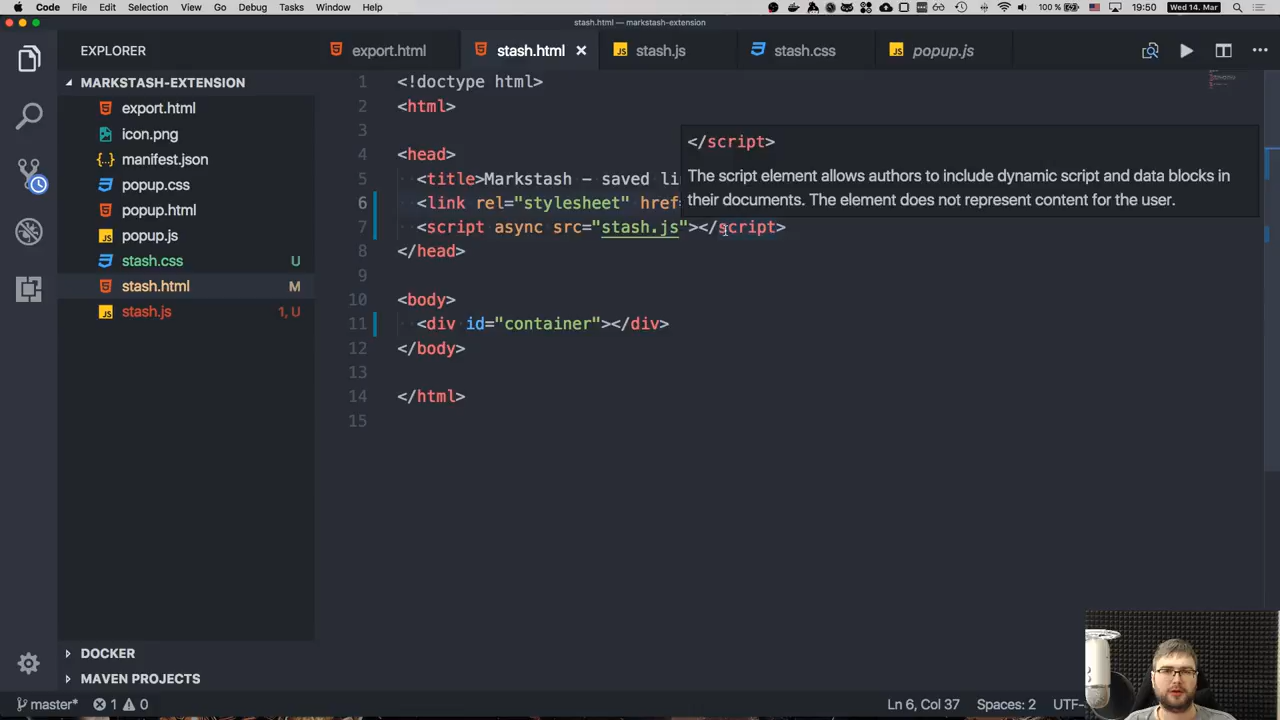 Code File Edit Selection View Go Debug Tasks Window Help 100 % 19:50 Wed 14. Mar
stash.html — markstash-extension
EXPLORER
export.html stash.html stash.js stash.css popup.js
MARKSTASH-EXTENSION
export.html
icon.png
manifest.json
popup.css
popup.html
popup.js
stash.css U
stash.html M
stash.js 1, U
DOCKER
MAVEN PROJECTS
1 <!doctype html>
2 <html>
3
4 <head>
5 <title>Markstash - saved li
6 <link rel="stylesheet" href=
7 <script async src="stash.js"></script>
8 </head>
9
10 <body>
11 <div id="container"></div>
12 </body>
13
14 </html>
15
</script>
The script element allows authors to include dynamic script and data blocks in
their documents. The element does not represent content for the user.
master* 1 0 Ln 6, Col 37 Spaces: 2 UTF-